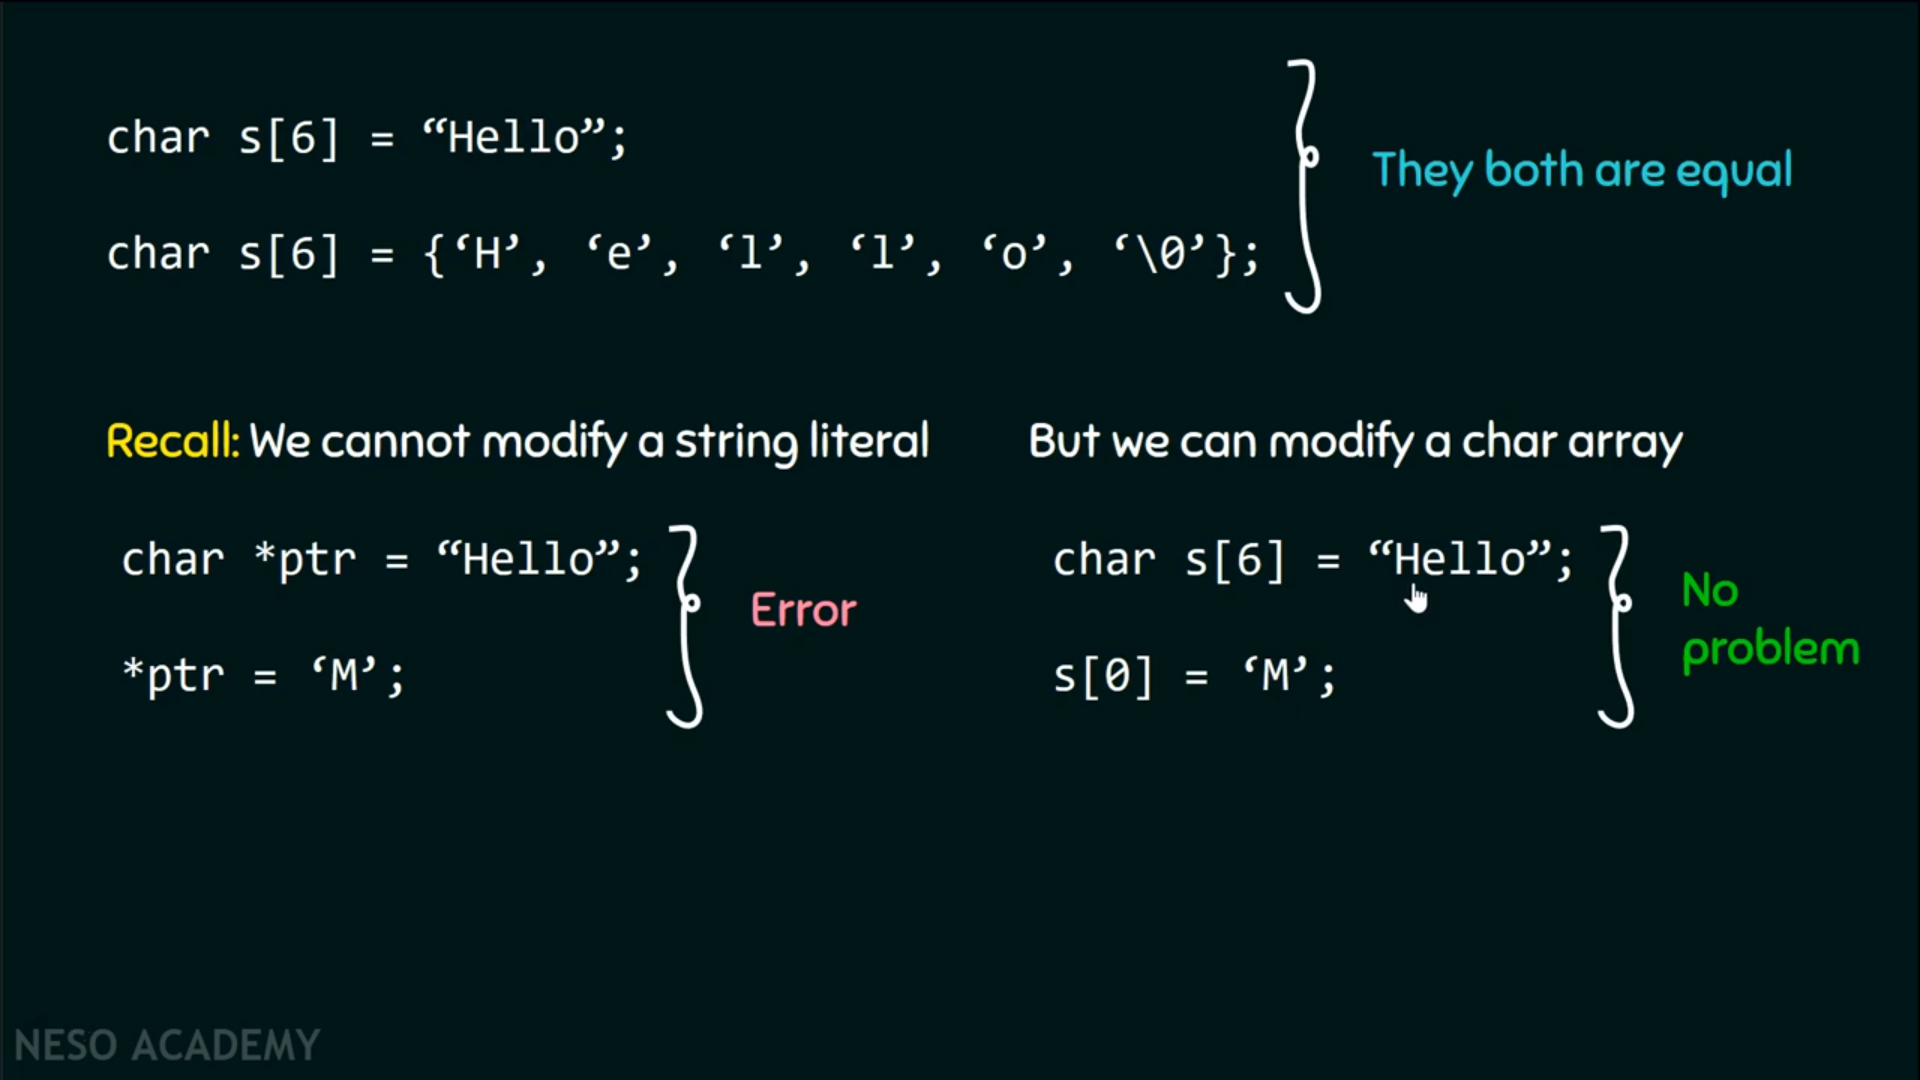 char s[6] = “Hello”;
They both are equal
char s[6] = {‘H’, ‘e’, ‘l’, ‘l’, ‘o’, ‘\0’};
Recall: We cannot modify a string literal
char *ptr = “Hello”;
Error
*ptr = ‘M’;
But we can modify a char array
char s[6] = “Hello”;
No
problem
s[0] = ‘M’;
NESO ACADEMY